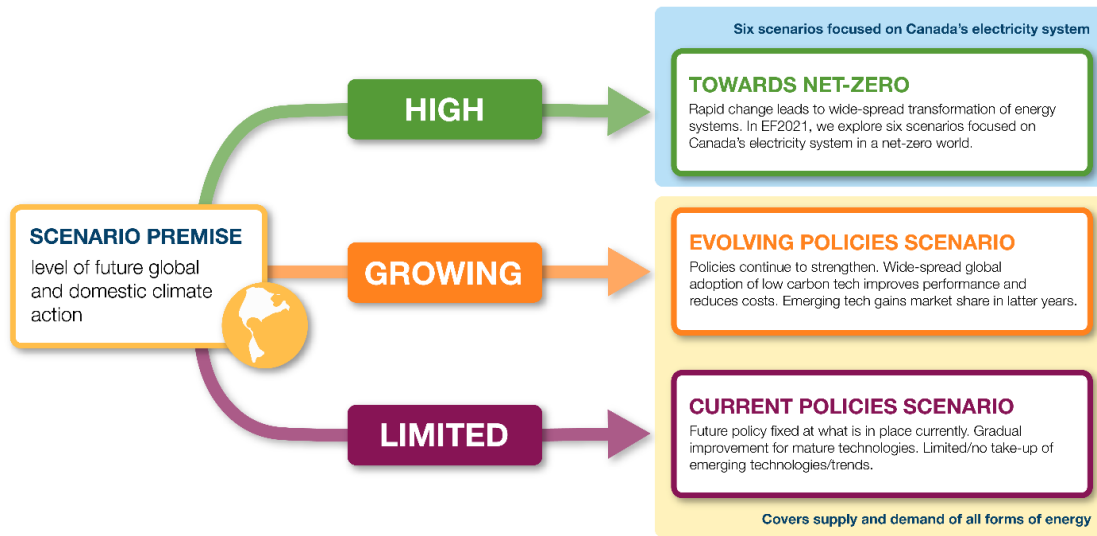 Six scenarios focused on Canada's electricity system
HIGH
TOWARDS NET-ZERO
Rapid change leads to wide-spread transformation of energy
systems. In EF2021, we explore six scenarios focused on
Canada's electricity system in a net-zero world.
SCENARIO PREMISE
level of future global
and domestic climate
action
GROWING
EVOLVING POLICIES SCENARIO
Policies continue to strengthen. Wide-spread global
adoption of low carbon tech improves performance and
reduces costs. Emerging tech gains market share in latter years.
LIMITED
CURRENT POLICIES SCENARIO
Future policy fixed at what is in place currently. Gradual
improvement for mature technologies. Limited/no take-up of
emerging technologies/trends.
Covers supply and demand of all forms of energy